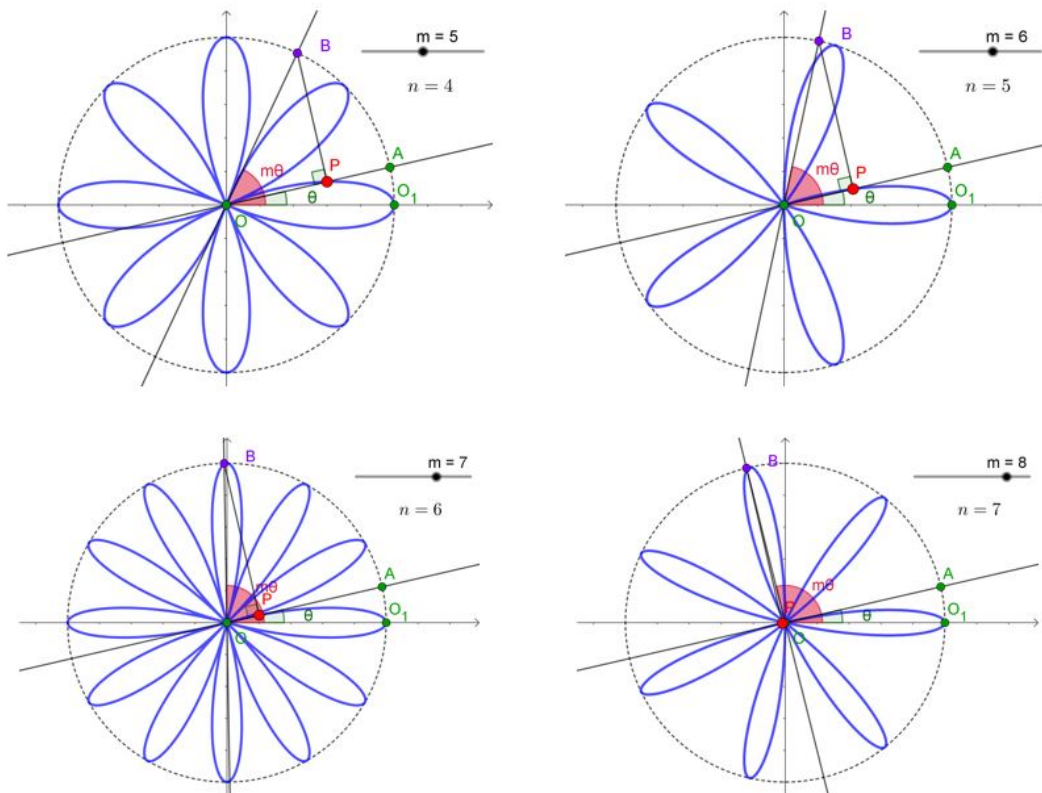 B
m = 5
n = 4
A
P
mθ
θ
O₁
O
B
m = 6
n = 5
A
P
mθ
θ
O₁
O
B
m = 7
n = 6
A
mθ
P
θ
O₁
O
B
m = 8
n = 7
A
mθ
P
θ
O₁
O